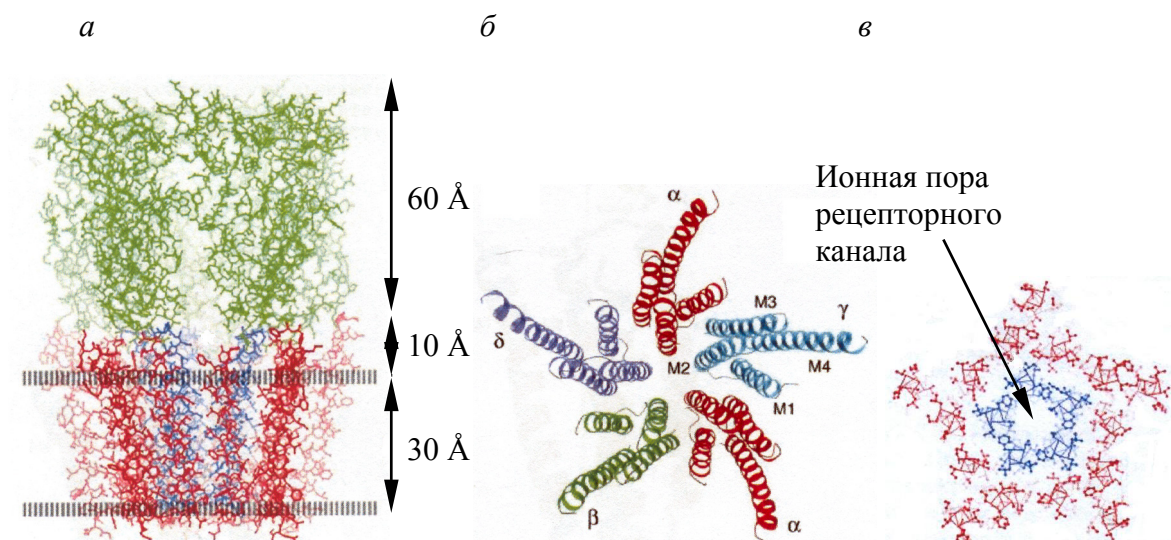 а
б
в
60 Å
10 Å
30 Å
α
M3
γ
δ
M2
M4
M1
β
α
Ионная пора
рецепторного
канала